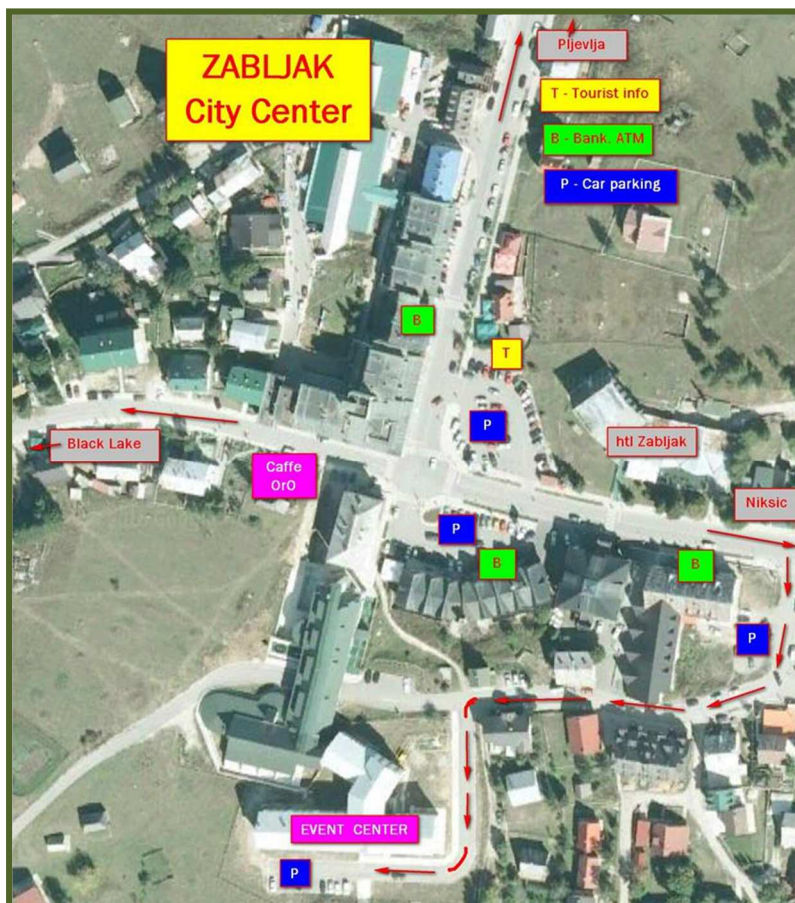 ZABLJAK
City Center
Pljevlja
T - Tourist info
B - Bank. ATM
P - Car parking
B
T
P
Black Lake
htl Zabljak
Caffe
OrO
Niksic
P
B
B
P
EVENT CENTER
P